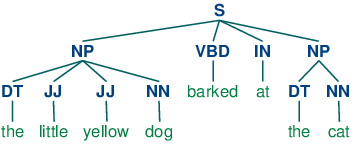 S
NP VBD IN NP
DT JJ JJ NN barked at DT NN
the little yellow dog the cat